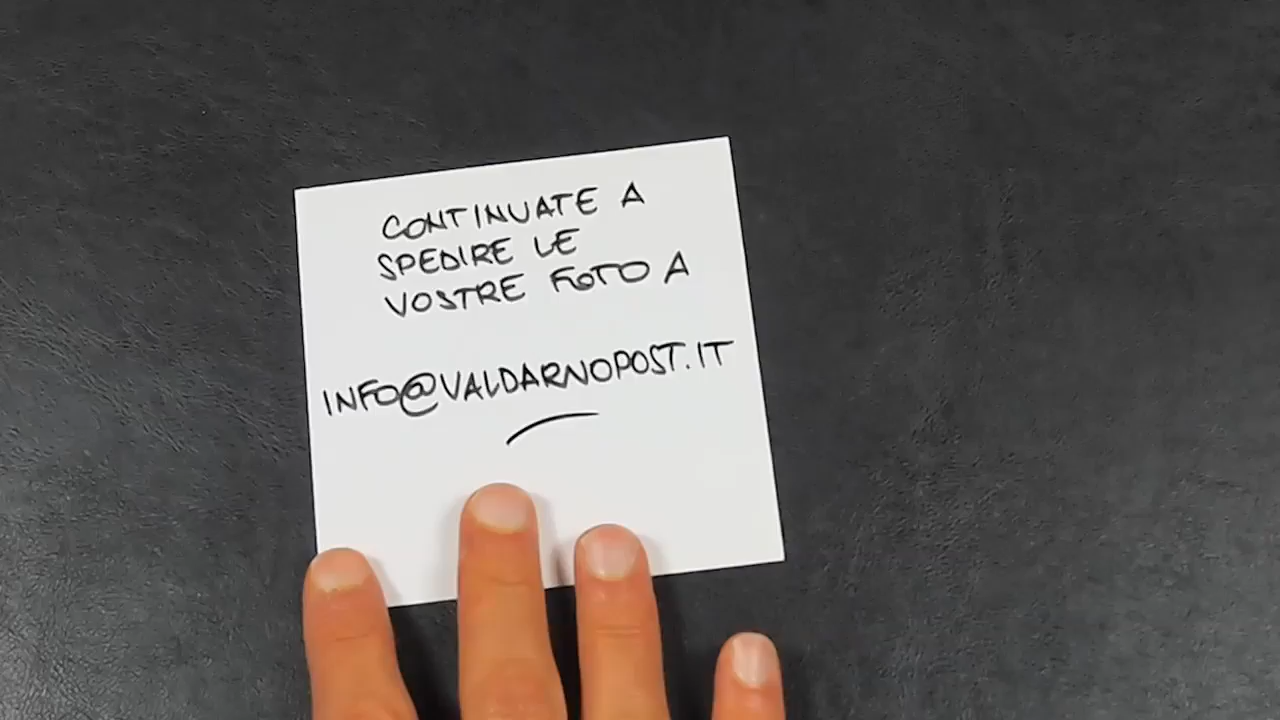 CONTINUATE A
SPEDIRE LE
VOSTRE FOTO A
INFO@VALDARNOPOST.IT